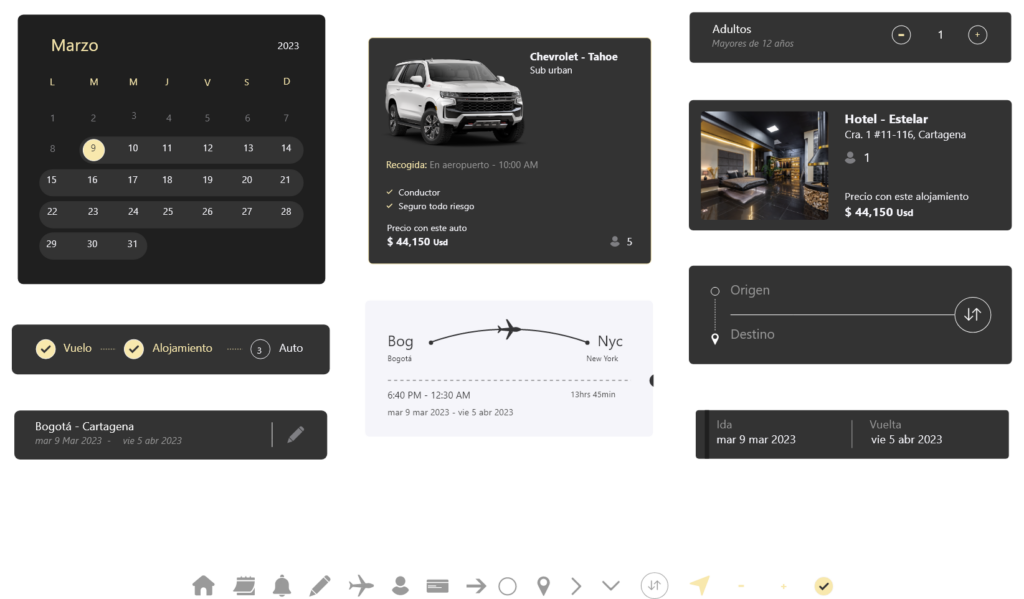 Marzo 2023
L M M J V S D
1 2 3 4 5 6 7
8 9 10 11 12 13 14
15 16 17 18 19 20 21
22 23 24 25 26 27 28
29 30 31
Vuelo Alojamiento 3 Auto
Bogotá - Cartagena
mar 9 Mar 2023 - vie 5 abr 2023
Chevrolet - Tahoe
Sub urban
Recogida: En aeropuerto - 10:00 AM
Conductor
Seguro todo riesgo
Precio con este auto
$ 44,150 Usd
5
Bog Nyc
Bogotá New York
6:40 PM - 12:30 AM 13hrs 45min
mar 9 mar 2023 - vie 5 abr 2023
Adultos
Mayores de 12 años
- 1 +
Hotel - Estelar
Cra. 1 #11-116, Cartagena
1
Precio con este alojamiento
$ 44,150 Usd
Origen
Destino
Ida Vuelta
mar 9 mar 2023 vie 5 abr 2023